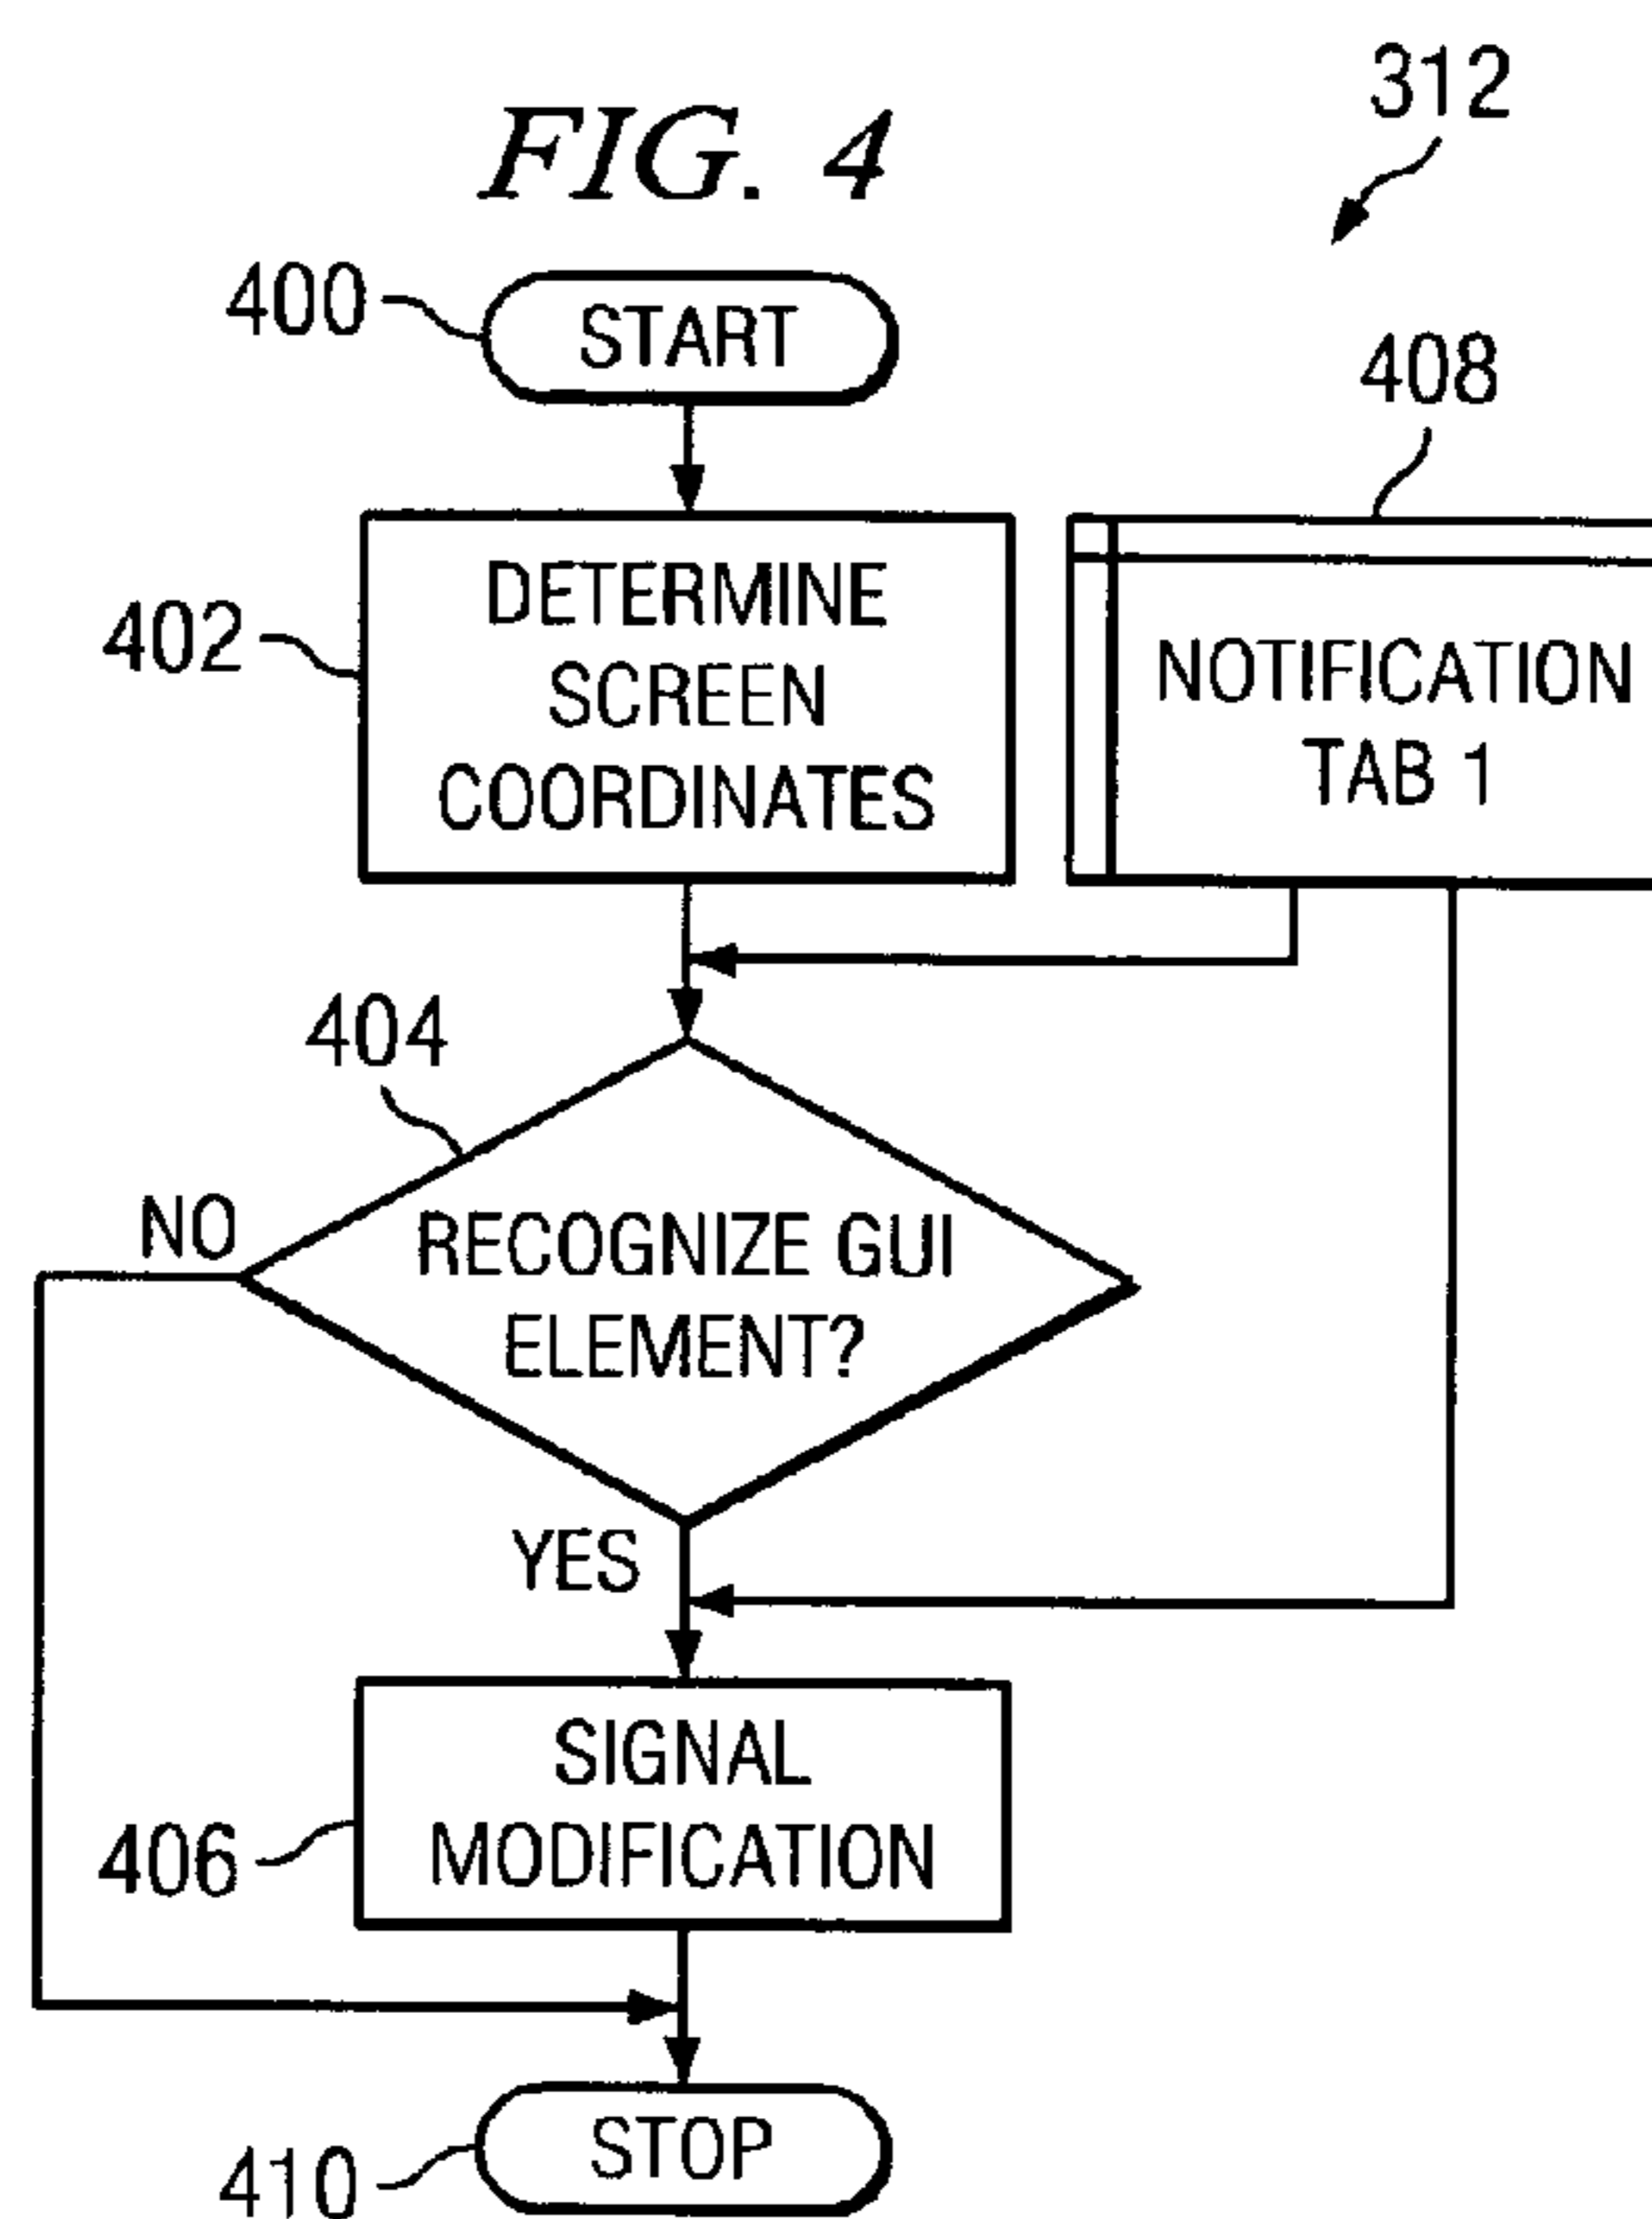 FIG. 4
312
400
START
408
402
DETERMINE
SCREEN
COORDINATES
NOTIFICATION
TAB 1
404
NO
RECOGNIZE GUI
ELEMENT?
YES
406
SIGNAL
MODIFICATION
410
STOP